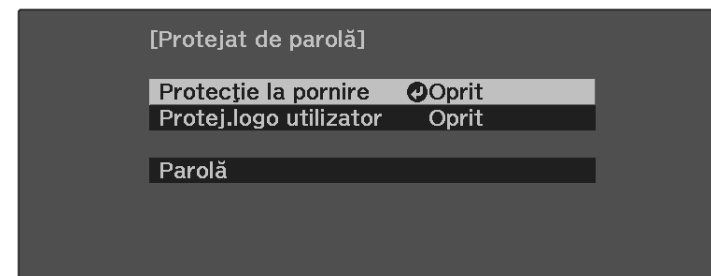 [Protejat de parolă]
Protecţie la pornire Oprit
Protej.logo utilizator Oprit
Parolă